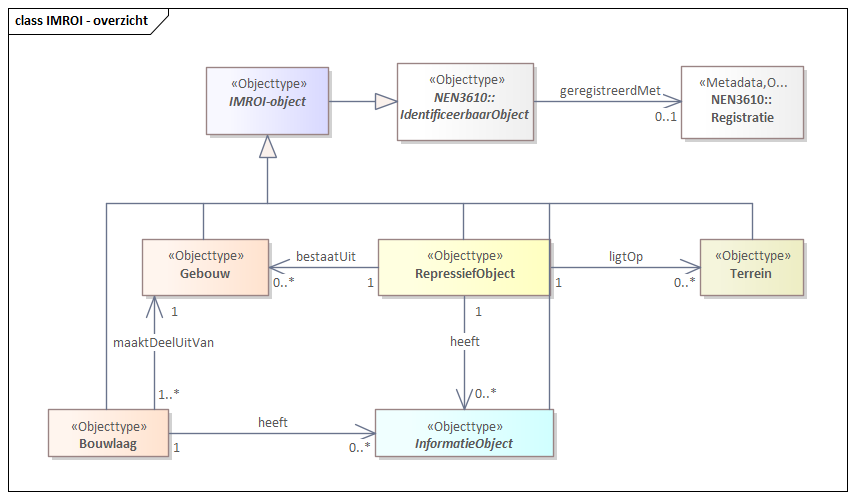 class IMROI - overzicht
«Objecttype»
IMROI-object
«Objecttype»
NEN3610::
IdentificeerbaarObject
geregistreerdMet
0..1
«Metadata,O...
NEN3610::
Registratie
«Objecttype»
Gebouw
bestaatUit
0..*
1
«Objecttype»
RepressiefObject
ligtOp
1
0..*
«Objecttype»
Terrein
1
maaktDeelUitVan
1..*
1
heeft
0..*
«Objecttype»
Bouwlaag
heeft
1
0..*
«Objecttype»
InformatieObject